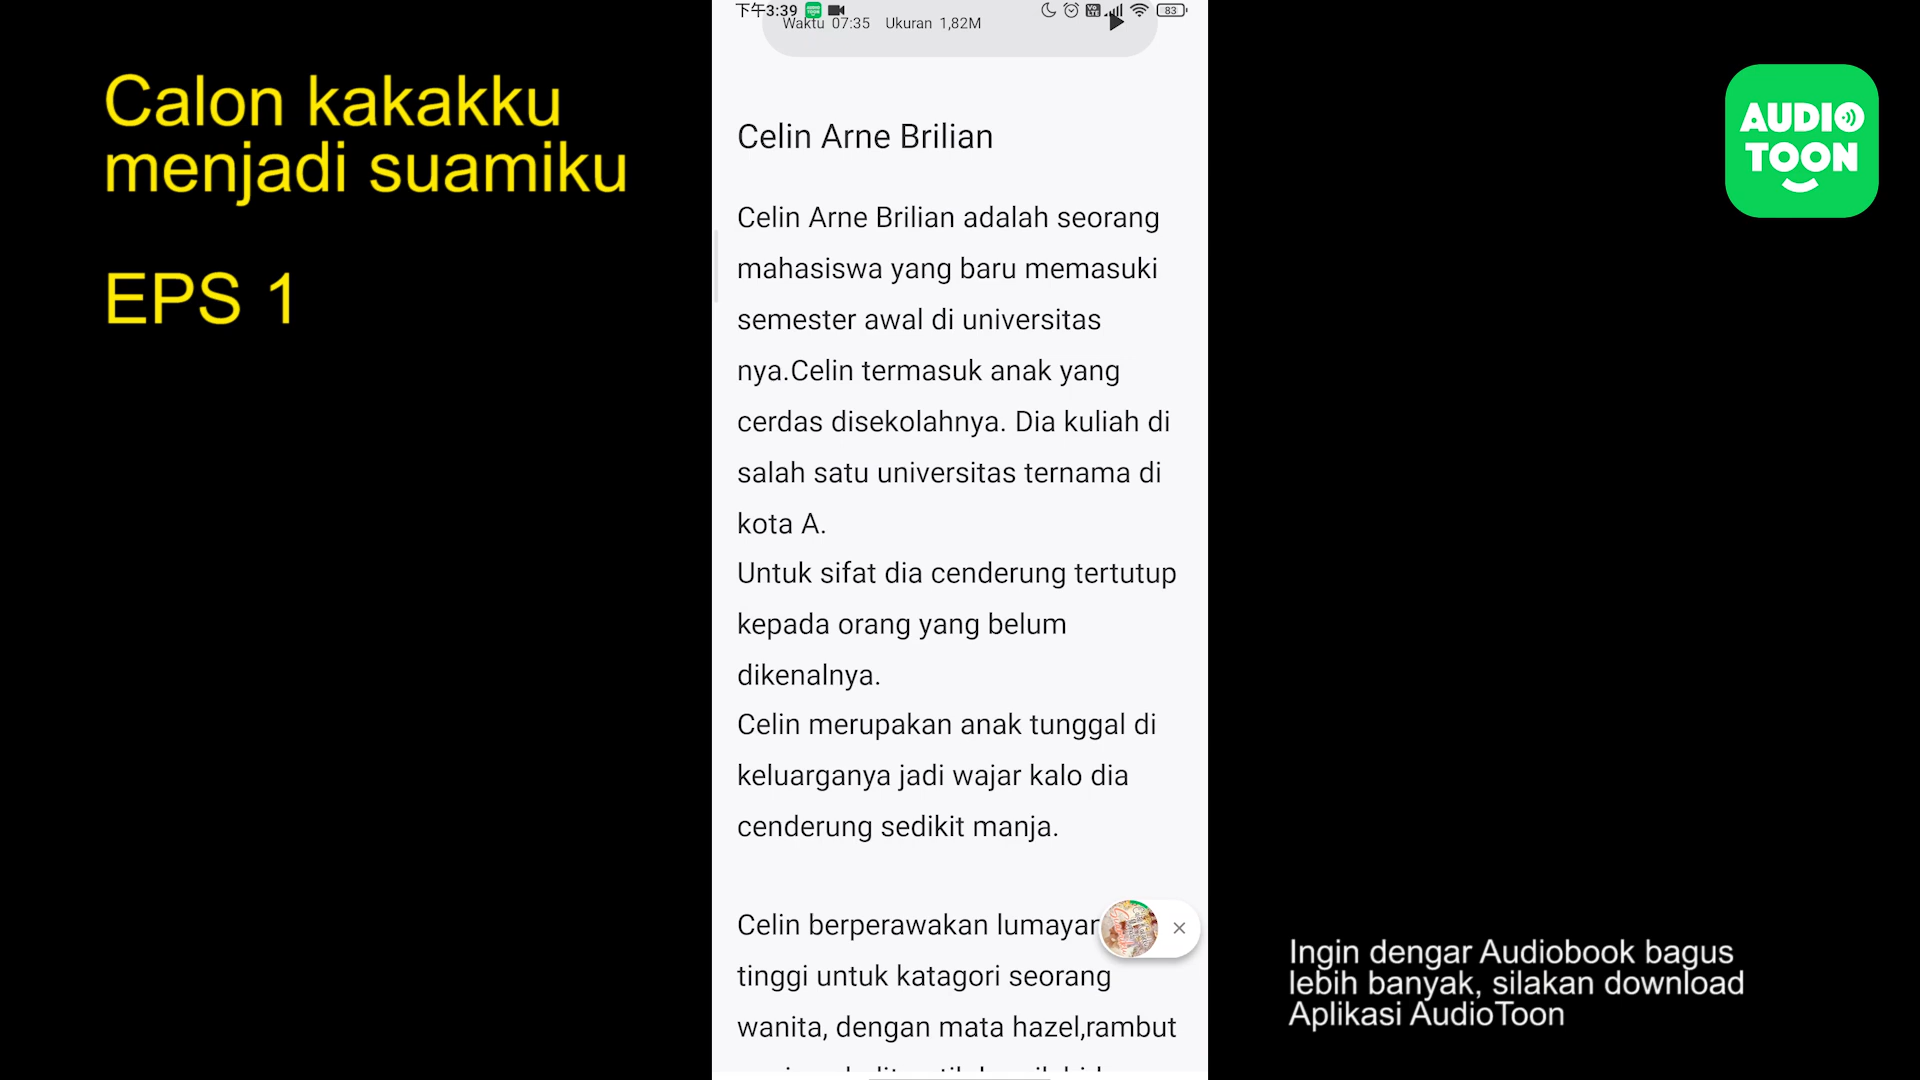 Calon kakakku
menjadi suamiku
EPS 1
下午3:39
83
Waktu 07:35 Ukuran 1,82M
Celin Arne Brilian
Celin Arne Brilian adalah seorang
mahasiswa yang baru memasuki
semester awal di universitas
nya.Celin termasuk anak yang
cerdas disekolahnya. Dia kuliah di
salah satu universitas ternama di
kota A.
Untuk sifat dia cenderung tertutup
kepada orang yang belum
dikenalnya.
Celin merupakan anak tunggal di
keluarganya jadi wajar kalo dia
cenderung sedikit manja.
Celin berperawakan lumayan
tinggi untuk katagori seorang
wanita, dengan mata hazel,rambut
AUDIO
TOON
Ingin dengar Audiobook bagus
lebih banyak, silakan download
Aplikasi AudioToon